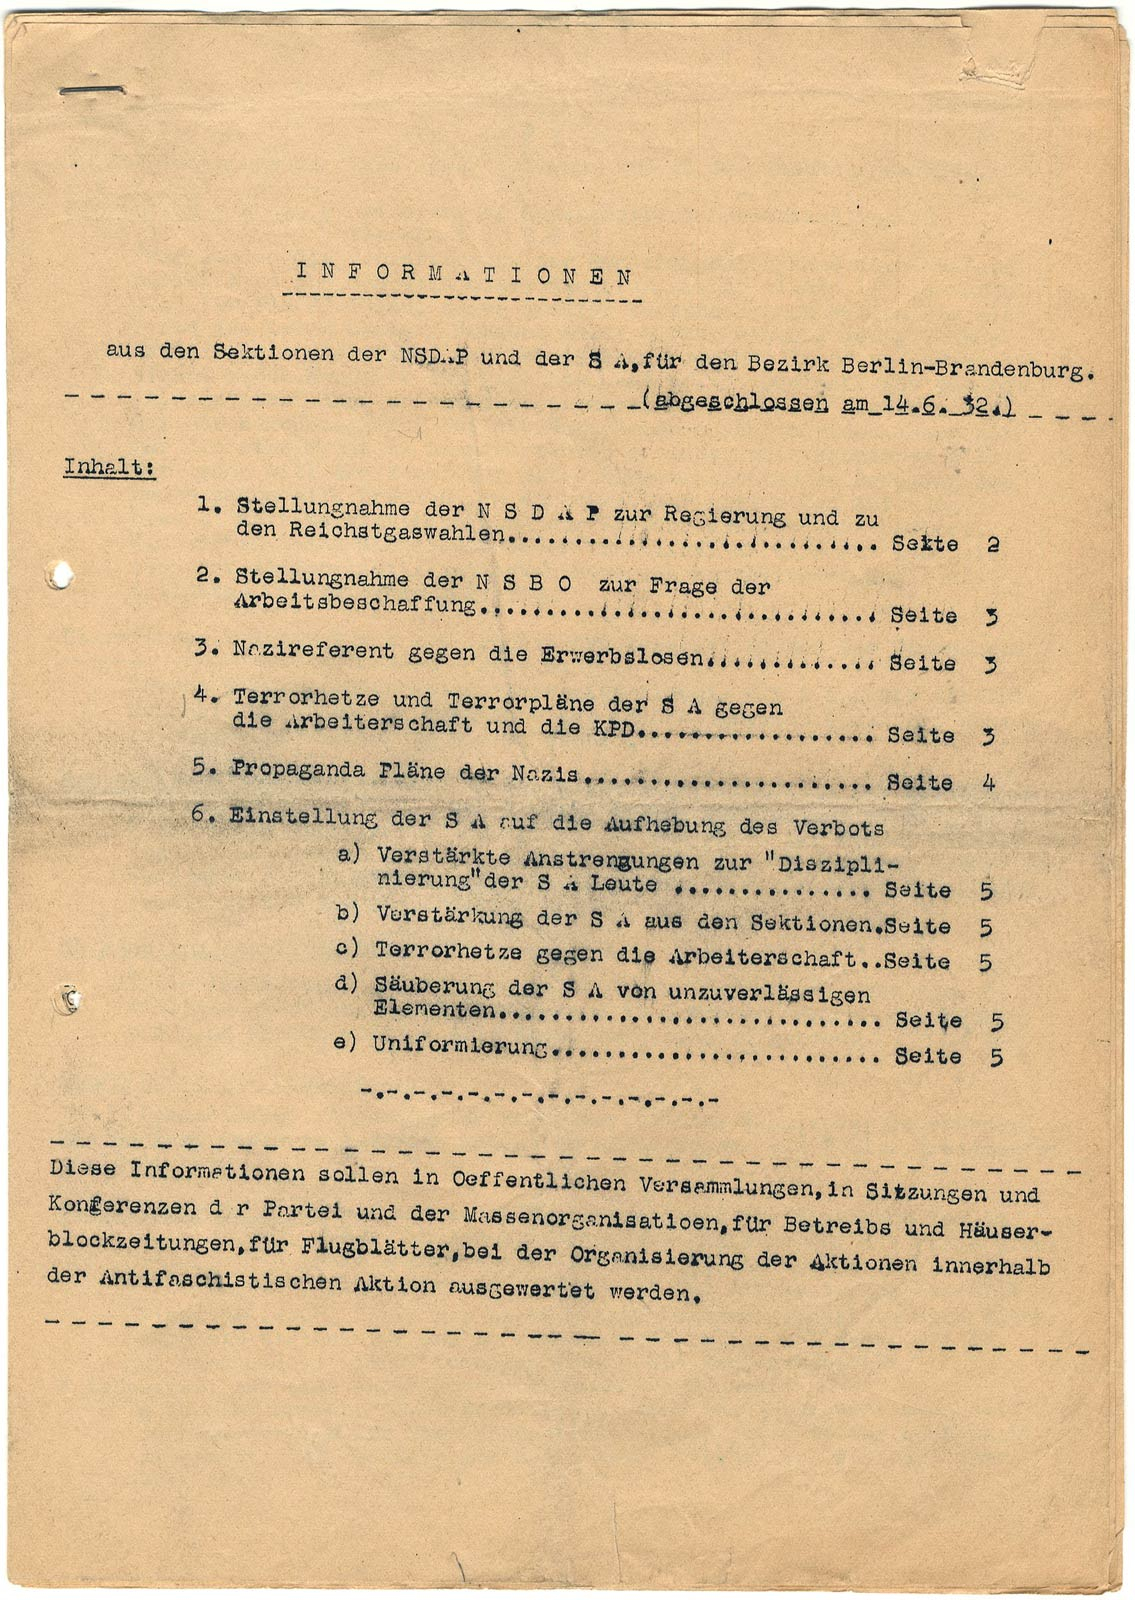 I N F O R M A T I O N E N
aus den Sektionen der NSDAP und der S A,für den Bezirk Berlin-Brandenburg.
(abgeschlossen am 14.6. 32.)
Inhalt:
1. Stellungnahme der N S D A P zur Regierung und zu
den Reichstgaswahlen............................ Seite 2
2. Stellungnahme der N S B O zur Frage der
Arbeitsbeschaffung.............................. Seite 3
3. Nazireferent gegen die Erwerbslosen............. Seite 3
4. Terrorhetze und Terrorpläne der S A gegen
die Arbeiterschaft und die KPD.................. Seite 3
5. Propaganda Pläne der Nazis...................... Seite 4
6. Einstellung der S A auf die Aufhebung des Verbots
a) Verstärkte Anstrengungen zur "Diszipli-
nierung"der S A Leute ............... Seite 5
b) Verstärkung der S A aus den Sektionen.Seite 5
c) Terrorhetze gegen die Arbeiterschaft..Seite 5
d) Säuberung der S A von unzuverlässigen
Elementen............................. Seite 5
e) Uniformierung......................... Seite 5
-.-.-.-.-.-.-.-.-.-.-.-.-.-
Diese Informationen sollen in Oeffentlichen Versammlungen,in Sitzungen und
Konferenzen d r Partei und der Massenorganisatioen,für Betreibs und Häuser-
blockzeitungen,für Flugblätter,bei der Organisierung der Aktionen innerhalb
der Antifaschistischen Aktion ausgewertet werden.